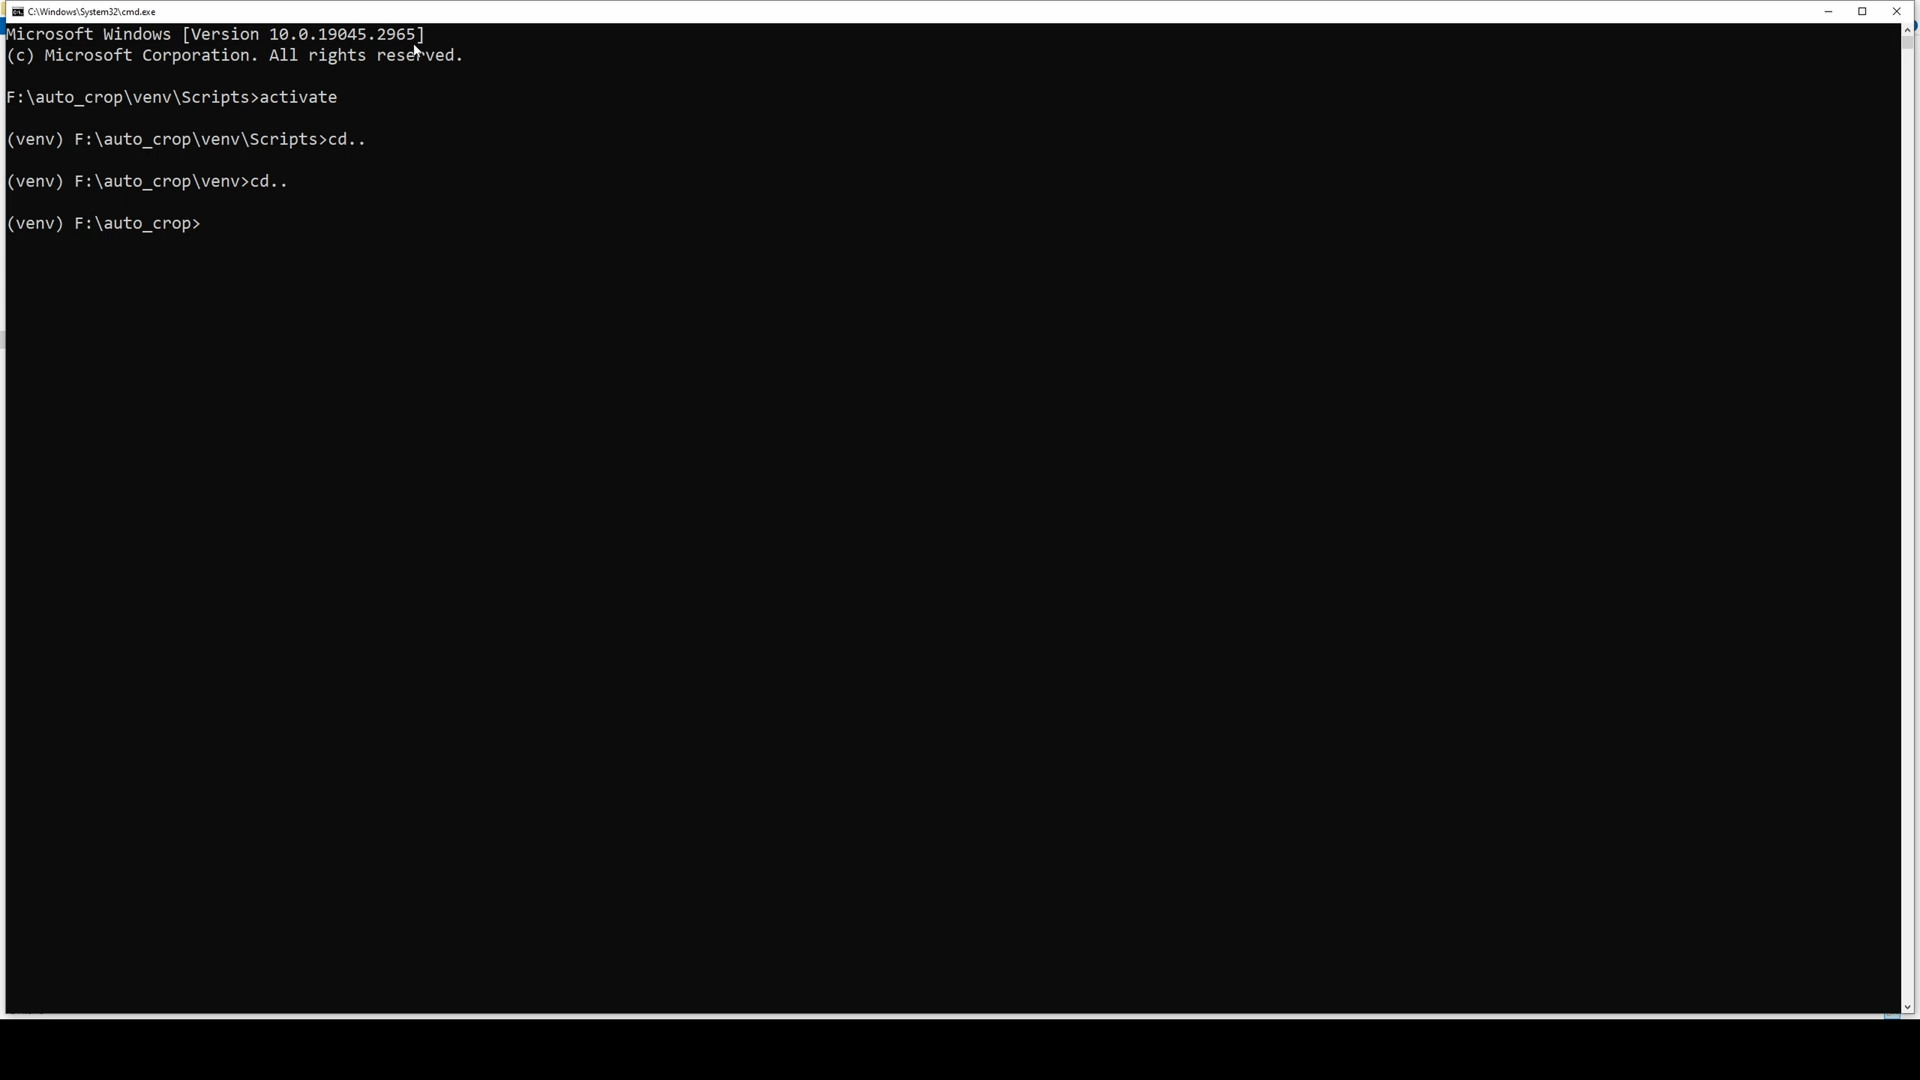 C:\Windows\System32\cmd.exe
Microsoft Windows [Version 10.0.19045.2965]
(c) Microsoft Corporation. All rights reserved.
F:\auto_crop\venv\Scripts>activate
(venv) F:\auto_crop\venv\Scripts>cd..
(venv) F:\auto_crop\venv>cd..
(venv) F:\auto_crop>